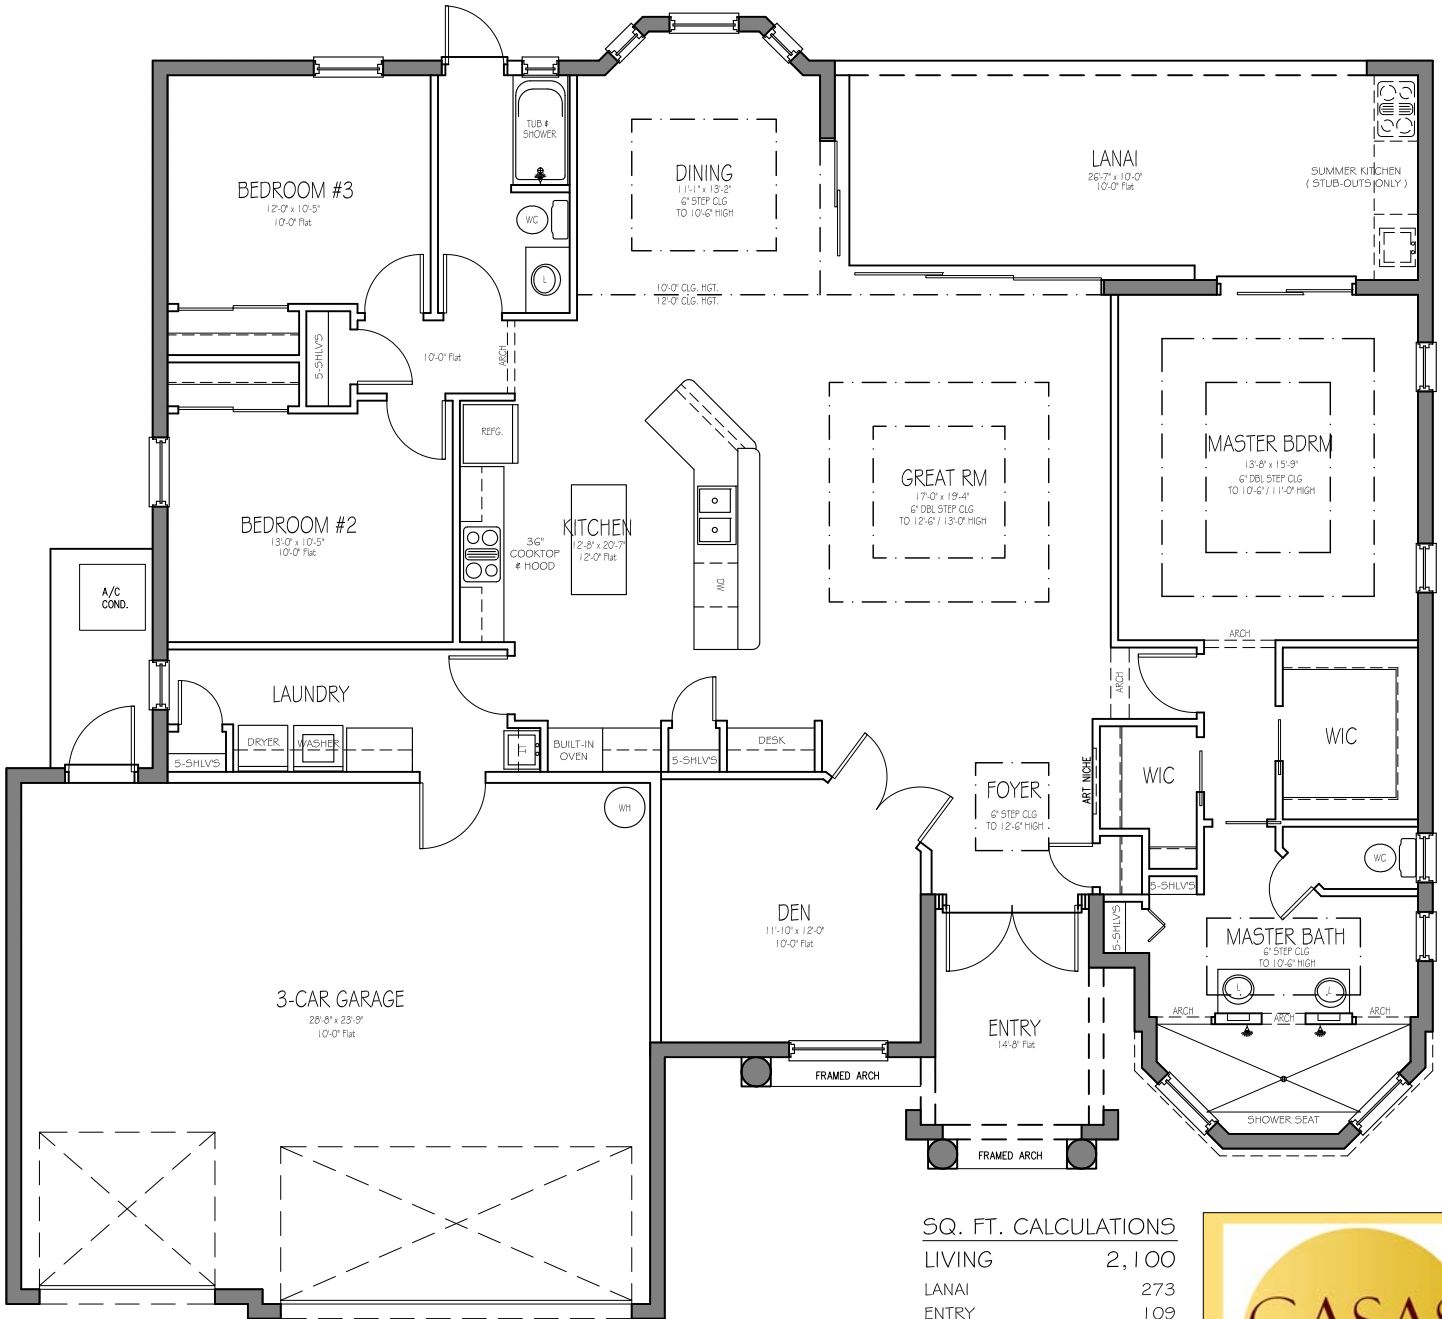 TUB &
SHOWER
BEDROOM #3
12'-0" x 10'-5"
10'-0" Flat
WC
L
DINING
11'-1" x 13'-2"
6" STEP CLG
TO 10'-6" HIGH
LANAI
26'-7" x 10'-0"
10'-0" Flat
SUMMER KITCHEN
( STUB-OUTS ONLY )
10'-0" CLG. HGT.
12'-0" CLG. HGT.
5-SHLV'S
10'-0" Flat
ARCH
REFG.
BEDROOM #2
13'-0" x 10'-5"
10'-0" Flat
36"
COOKTOP
& HOOD
KITCHEN
12'-8" x 20'-7"
12'-0" Flat
DW
GREAT RM
17'-0" x 19'-4"
6" DBL STEP CLG
TO 12'-6" / 13'-0" HIGH
MASTER BDRM
13'-8" x 15'-9"
6" DBL STEP CLG
TO 10'-6" / 11'-0" HIGH
A/C
COND.
ARCH
ARCH
LAUNDRY
DRYER
WASHER
5-SHLV'S
LT
BUILT-IN
OVEN
5-SHLV'S
DESK
WIC
WIC
ART NICHE
FOYER
6" STEP CLG
TO 12'-6" HIGH
WH
WC
5-SHLV'S
5-SHLV'S
DEN
11'-10" x 12'-0"
10'-0" Flat
MASTER BATH
6" STEP CLG
TO 10'-6" HIGH
L
L
ARCH
ARCH
ARCH
3-CAR GARAGE
28'-8" x 23'-9"
10'-0" Flat
ENTRY
14'-8" Flat
FRAMED ARCH
SHOWER SEAT
FRAMED ARCH
SQ. FT. CALCULATIONS
LIVING 2,100
LANAI 273
ENTRY 109
CASAS